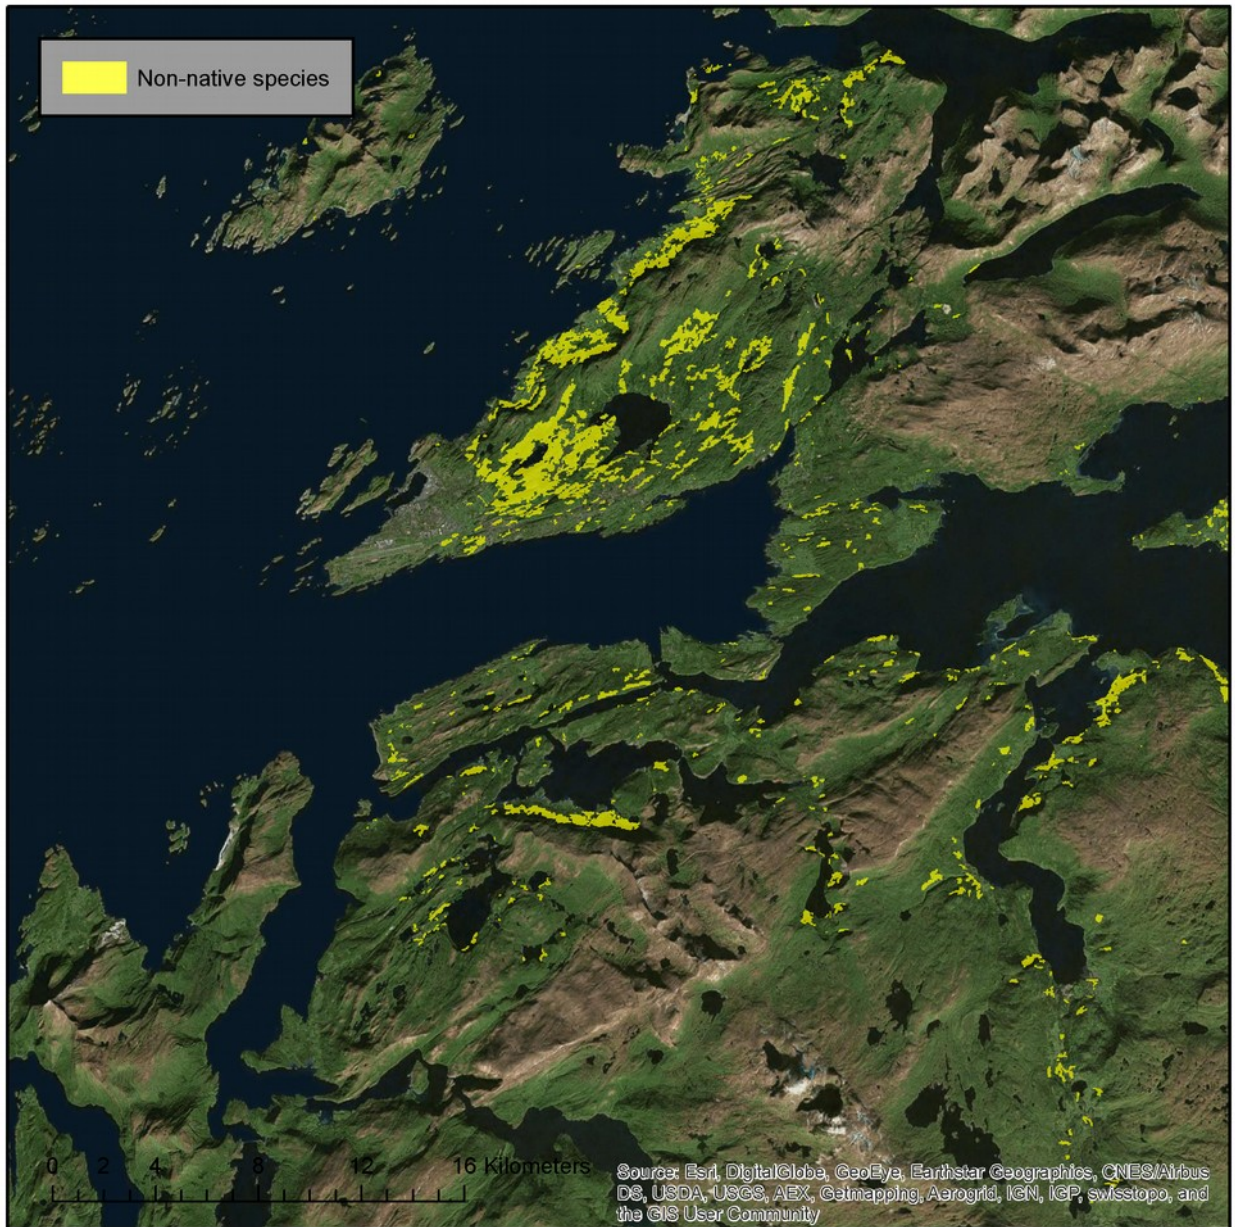 Non-native species
0 2 4 8 12 16 Kilometers
Source: Esri, DigitalGlobe, GeoEye, Earthstar Geographics, CNES/Airbus
DS, USDA, USGS, AEX, Getmapping, Aerogrid, IGN, IGP, swisstopo, and
the GIS User Community